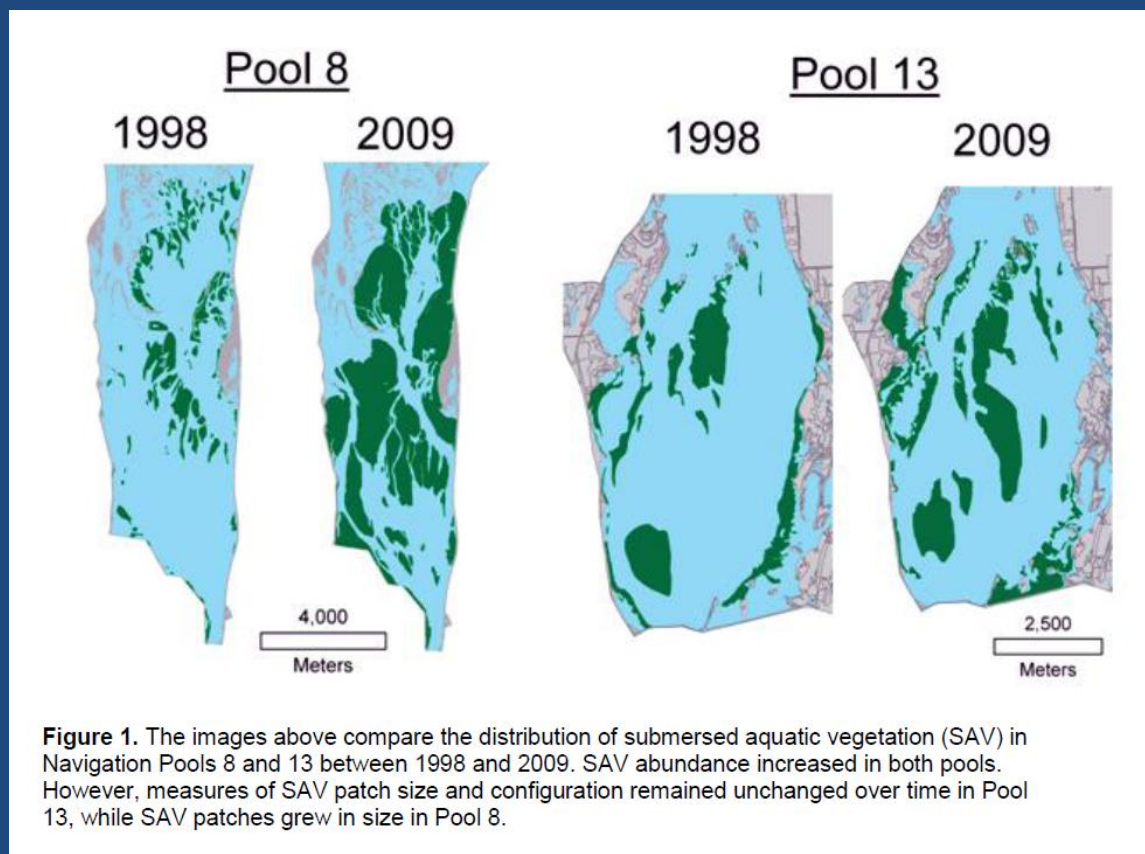 Pool 8
Pool 13
1998
2009
1998
2009
4,000
Meters
2,500
Meters
Figure 1. The images above compare the distribution of submersed aquatic vegetation (SAV) in
Navigation Pools 8 and 13 between 1998 and 2009. SAV abundance increased in both pools.
However, measures of SAV patch size and configuration remained unchanged over time in Pool
13, while SAV patches grew in size in Pool 8.